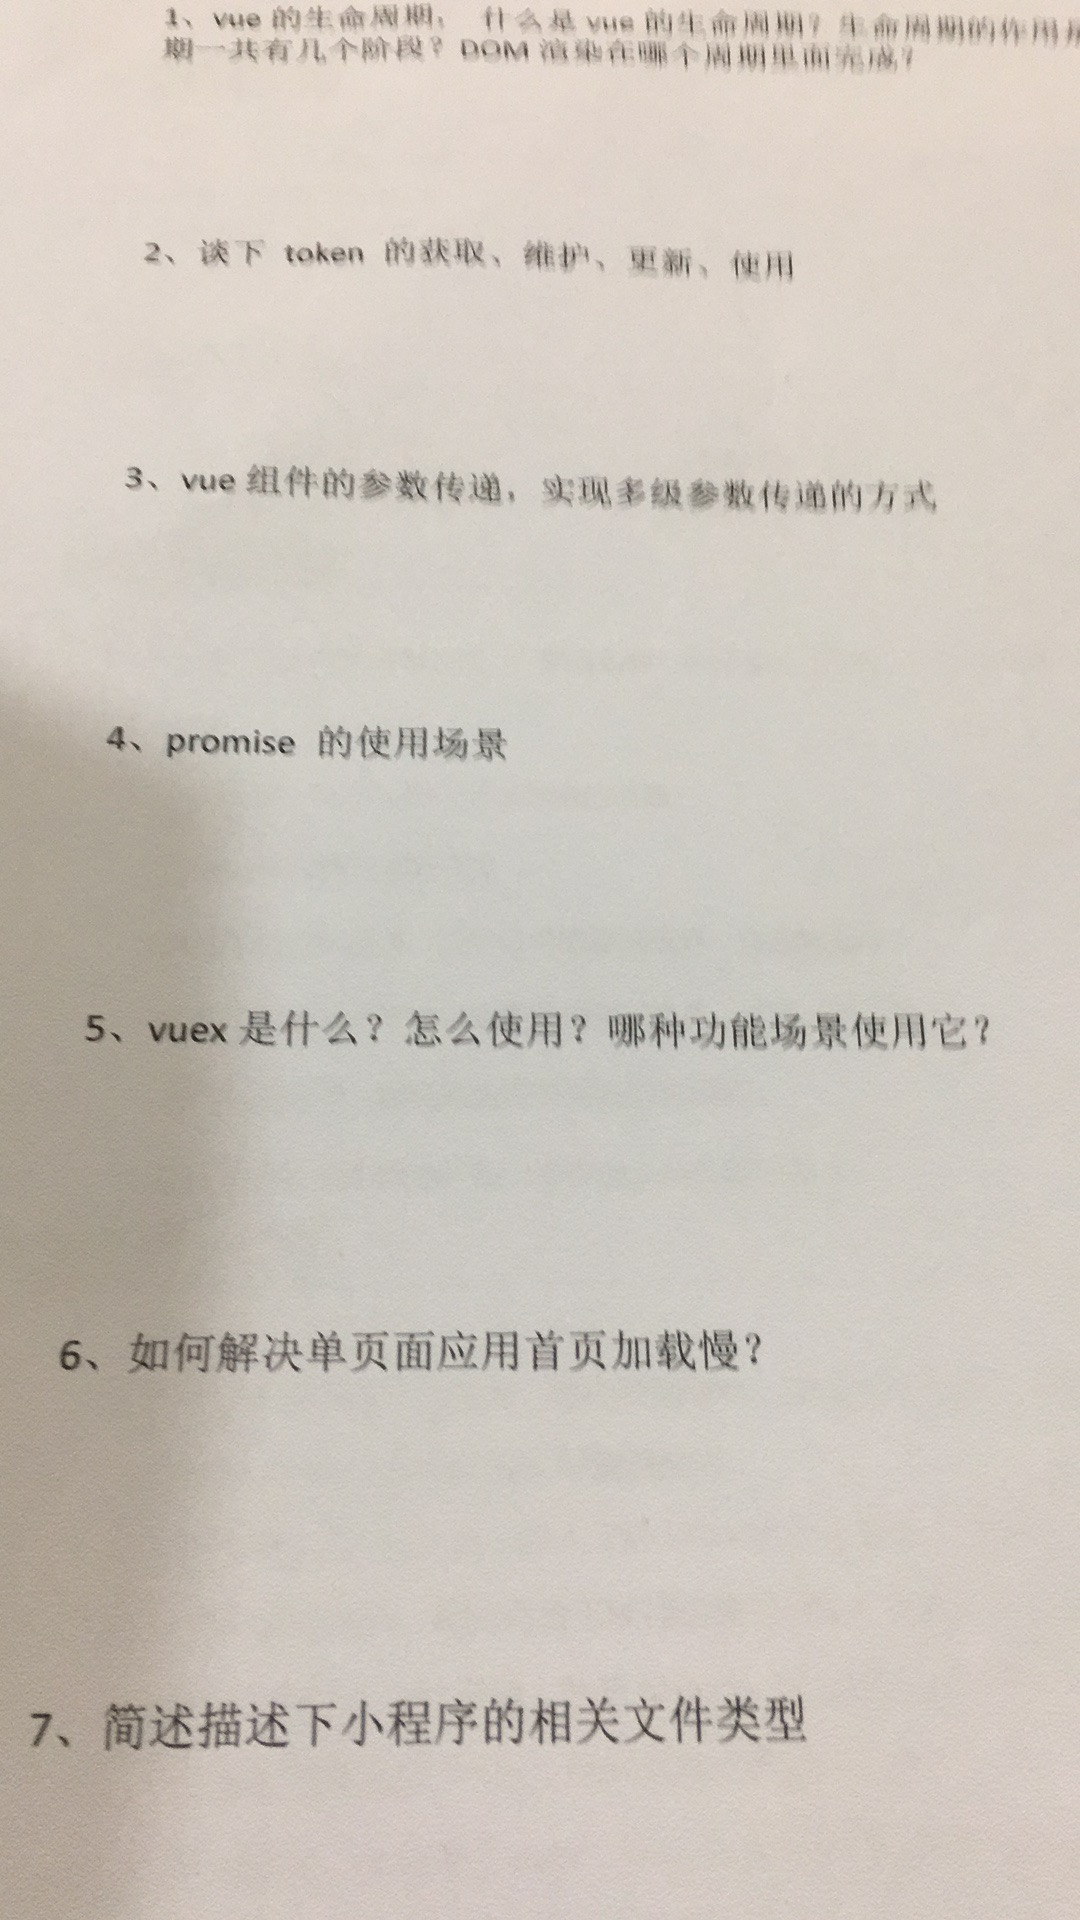 1、vue 的生命周期， 什么是 vue 的生命周期？生命周期的作用
期一共有几个阶段？DOM 渲染在哪个周期里面完成？
2、谈下 token 的获取、维护、更新、使用
3、vue 组件的参数传递，实现多级参数传递的方式
4、promise 的使用场景
5、vuex 是什么？怎么使用？哪种功能场景使用它？
6、如何解决单页面应用首页加载慢？
7、简述描述下小程序的相关文件类型